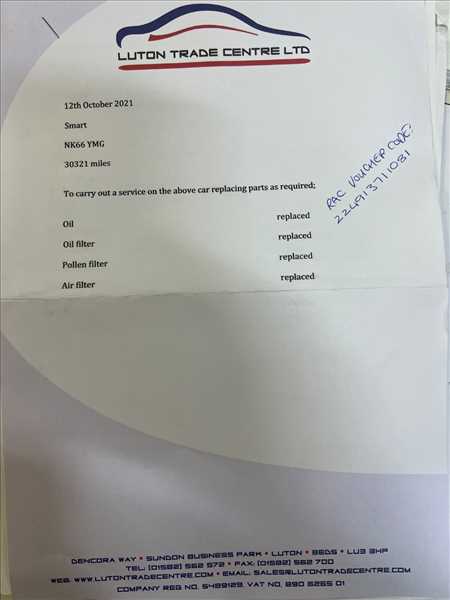 LUTON TRADE CENTRE LTD
12th October 2021
Smart
NK66 YMG
30321 miles
To carry out a service on the above car replacing parts as required;
Oil replaced
Oil filter replaced
Pollen filter replaced
Air filter replaced
RAC VOUCHER CODE:
224913711081
DENCORA WAY • SUNDON BUSINESS PARK • LUTON • BEDS • LU3 3HP
TEL: (01582) 562 572 • FAX: (01582) 562 700
WEB: WWW.LUTONTRADECENTRE.COM • EMAIL: SALES@LUTONTRADECENTRE.COM
COMPANY REG NO. 5489129. VAT NO. 890 6265 01